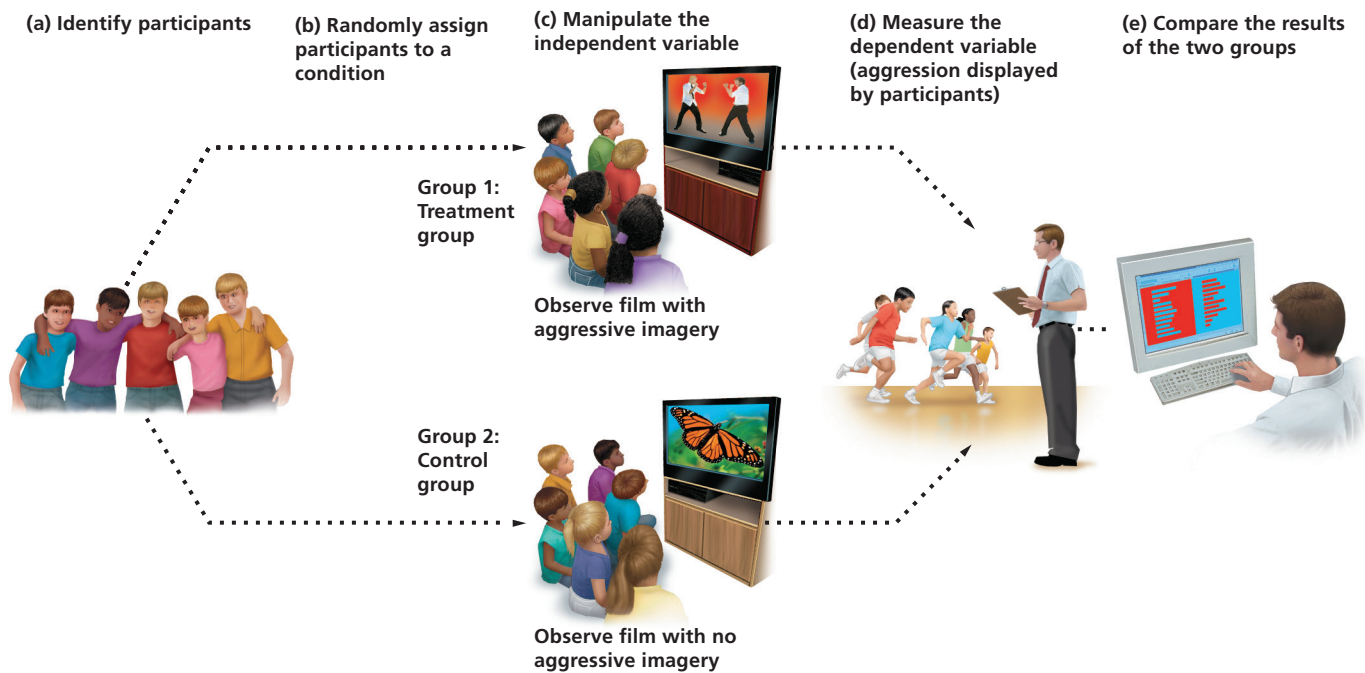 (a) Identify participants
(b) Randomly assign
participants to a
condition
(c) Manipulate the
independent variable
(d) Measure the
dependent variable
(aggression displayed
by participants)
(e) Compare the results
of the two groups
Group 1:
Treatment
group
Observe film with
aggressive imagery
Group 2:
Control
group
Observe film with no
aggressive imagery